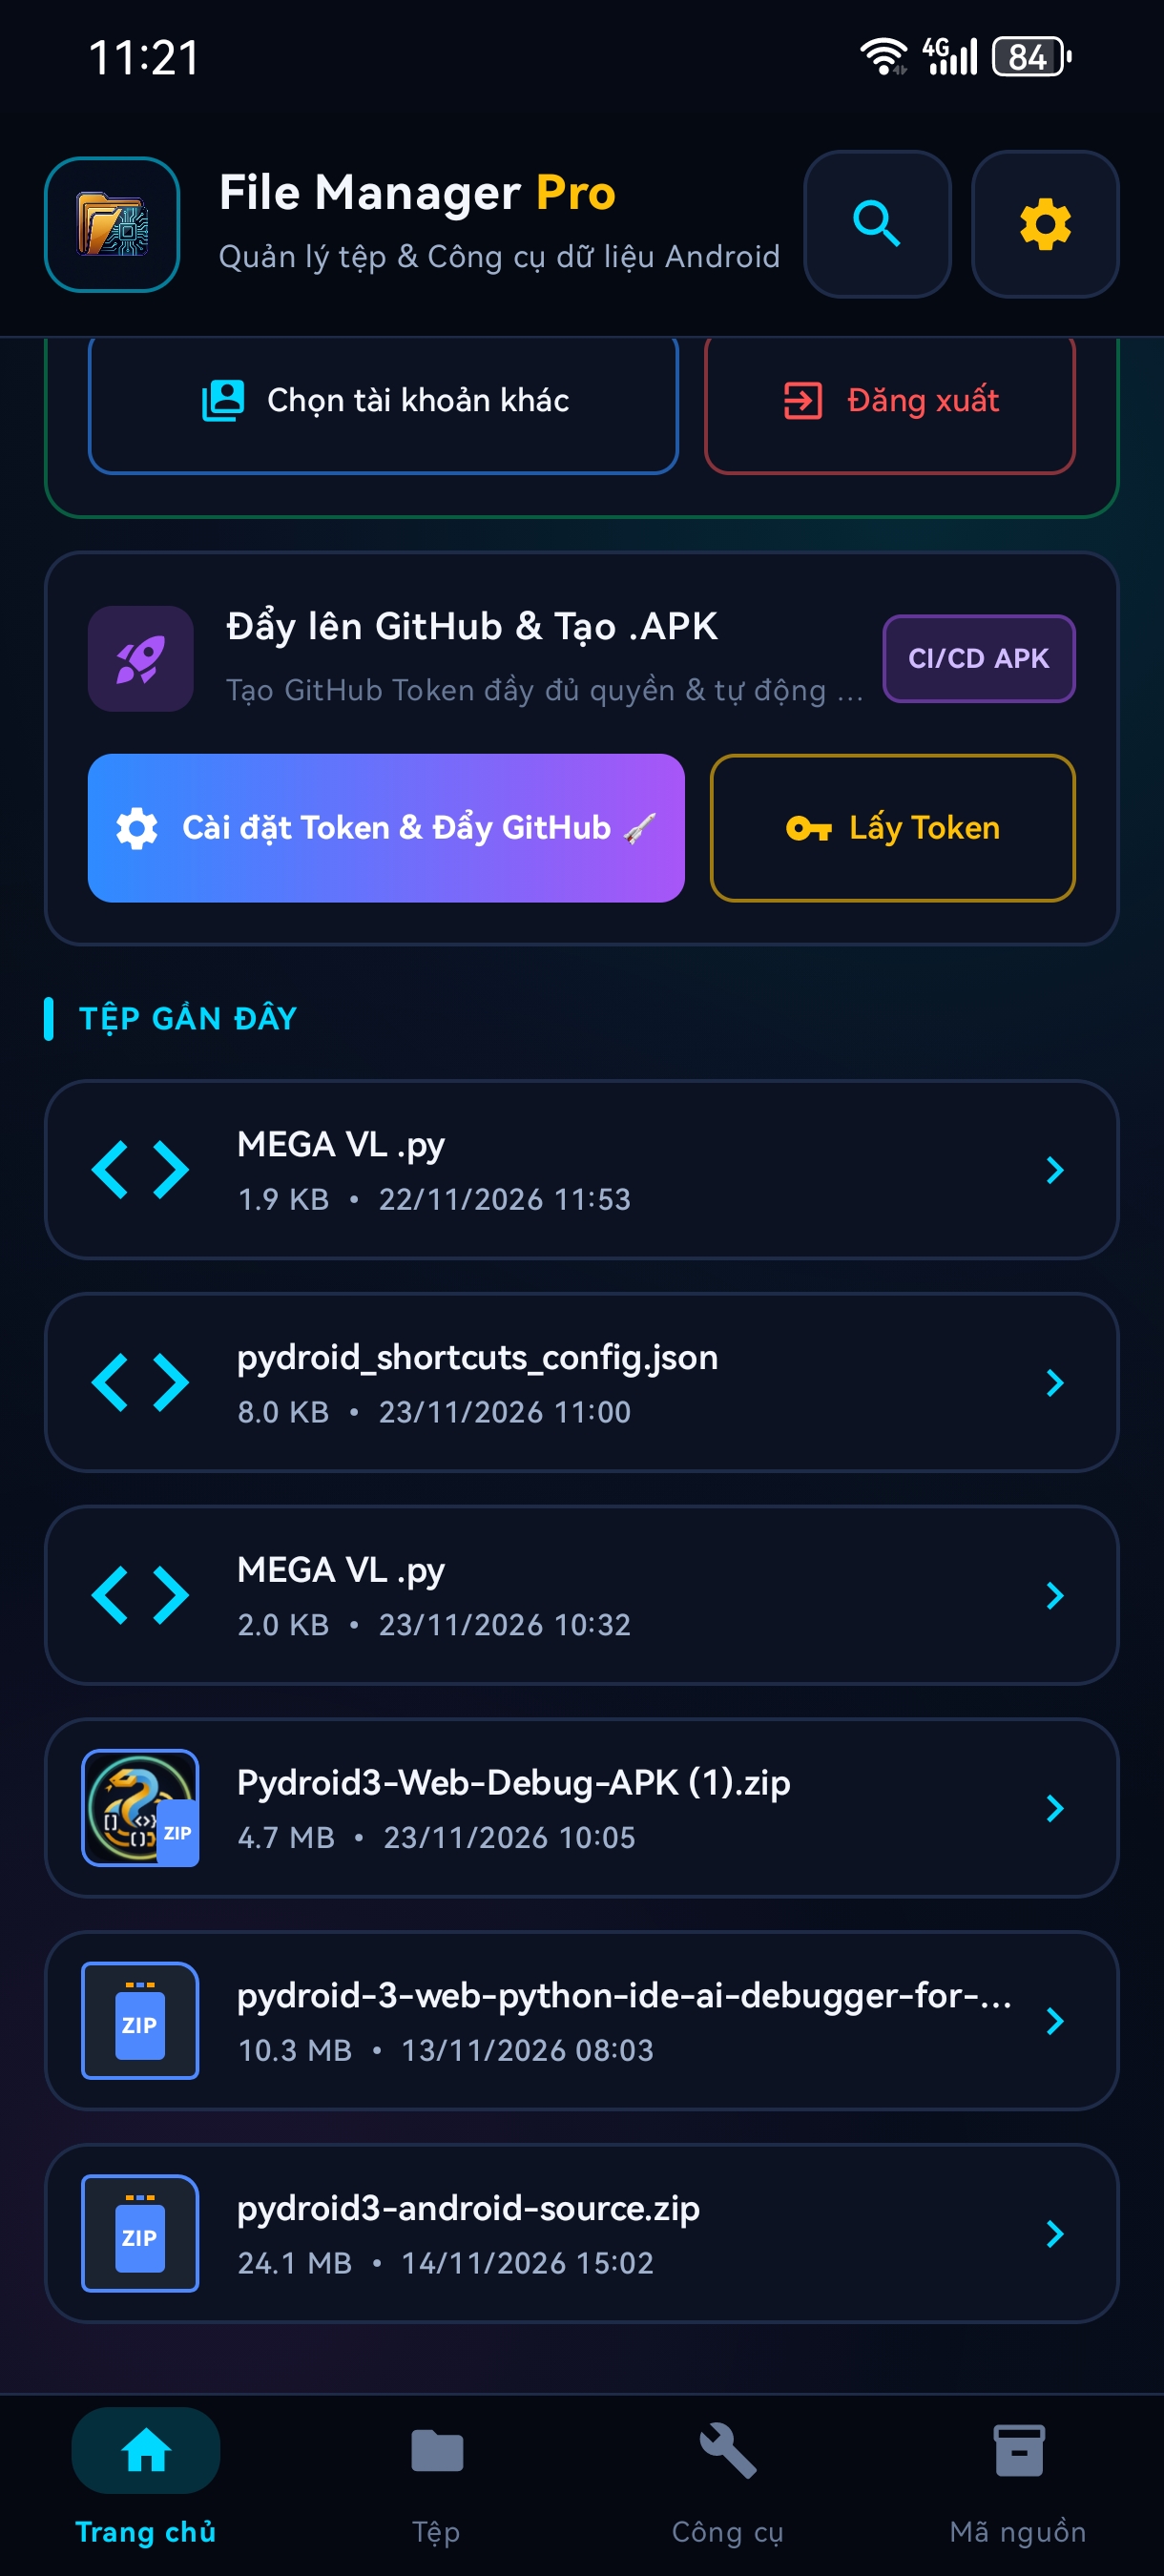 11:21
4G
84
File Manager Pro
Quản lý tệp & Công cụ dữ liệu Android
Chọn tài khoản khác
Đăng xuất
Đẩy lên GitHub & Tạo .APK
Tạo GitHub Token đầy đủ quyền & tự động ...
CI/CD APK
Cài đặt Token & Đẩy GitHub 🚀
Lấy Token
TỆP GẦN ĐÂY
MEGA VL .py
1.9 KB • 22/11/2026 11:53
pydroid_shortcuts_config.json
8.0 KB • 23/11/2026 11:00
MEGA VL .py
2.0 KB • 23/11/2026 10:32
Pydroid3-Web-Debug-APK (1).zip
ZIP
4.7 MB • 23/11/2026 10:05
pydroid-3-web-python-ide-ai-debugger-for-...
ZIP
10.3 MB • 13/11/2026 08:03
pydroid3-android-source.zip
ZIP
24.1 MB • 14/11/2026 15:02
Trang chủ
Tệp
Công cụ
Mã nguồn